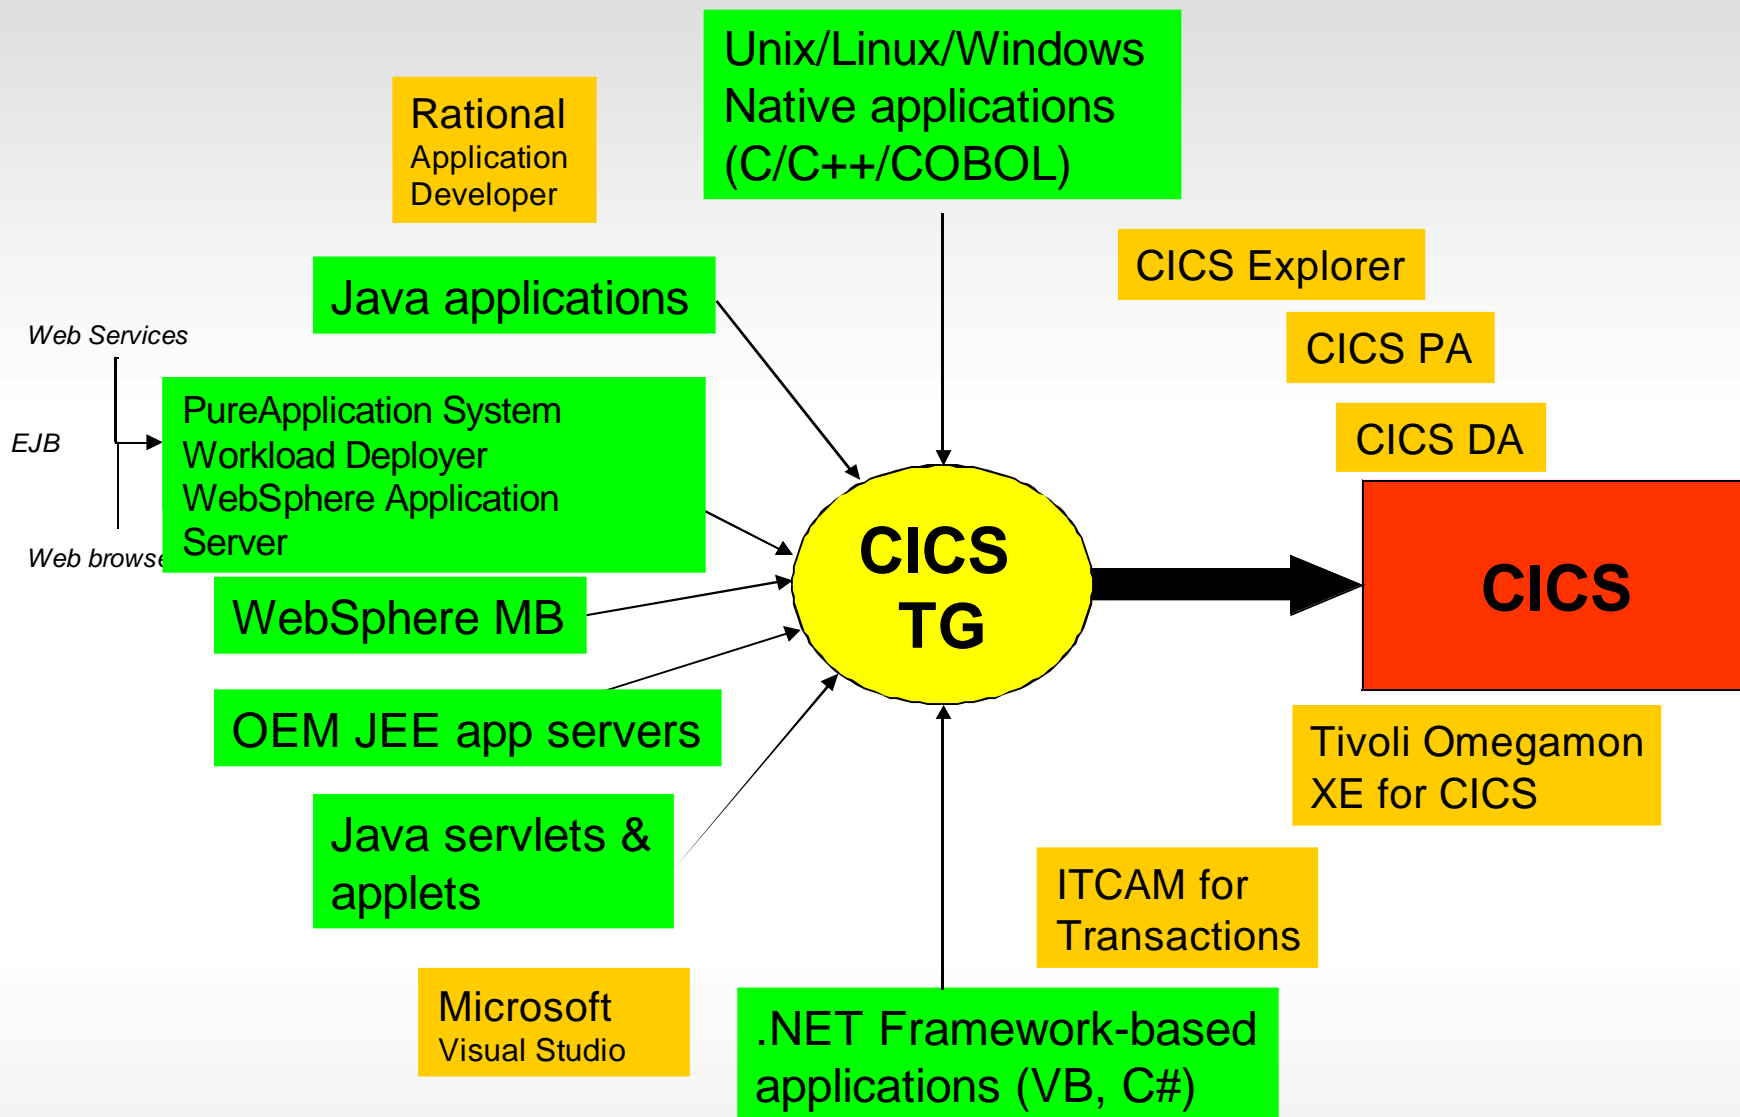 Unix/Linux/Windows
Native applications
(C/C++/COBOL)
Rational
Application
Developer
CICS Explorer
Java applications
Web Services
CICS PA
PureApplication System
Workload Deployer
WebSphere Application
Server
EJB
CICS DA
Web browse
CICS
TG
CICS
WebSphere MB
OEM JEE app servers
Tivoli Omegamon
XE for CICS
Java servlets &
applets
ITCAM for
Transactions
Microsoft
Visual Studio
.NET Framework-based
applications (VB, C#)